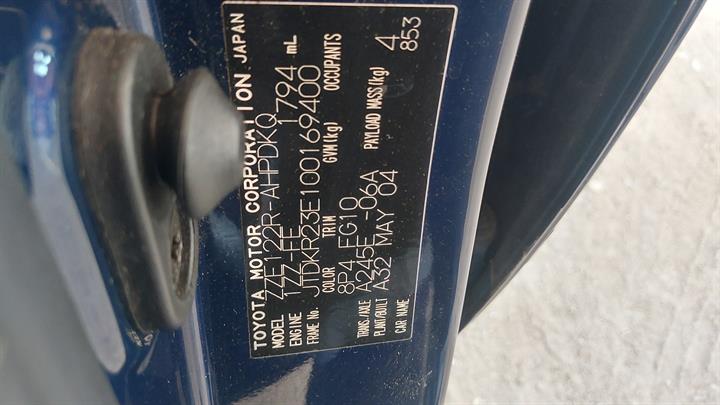 TOYOTA MOTOR CORPORATION JAPAN
MODEL ZZE122R-AHPDKQ
ENGINE 1ZZ-FE 1794 mL
FRAME No. JTDKR23E100169400
COLOR TRIM GVM(kg) OCCUPANTS 4
8P4 FG10 853
TRANS./AXLE A245E -06A
PLANT/BUILT A32 MAY 04 PAYLOAD MASS(kg)
CAR NAME